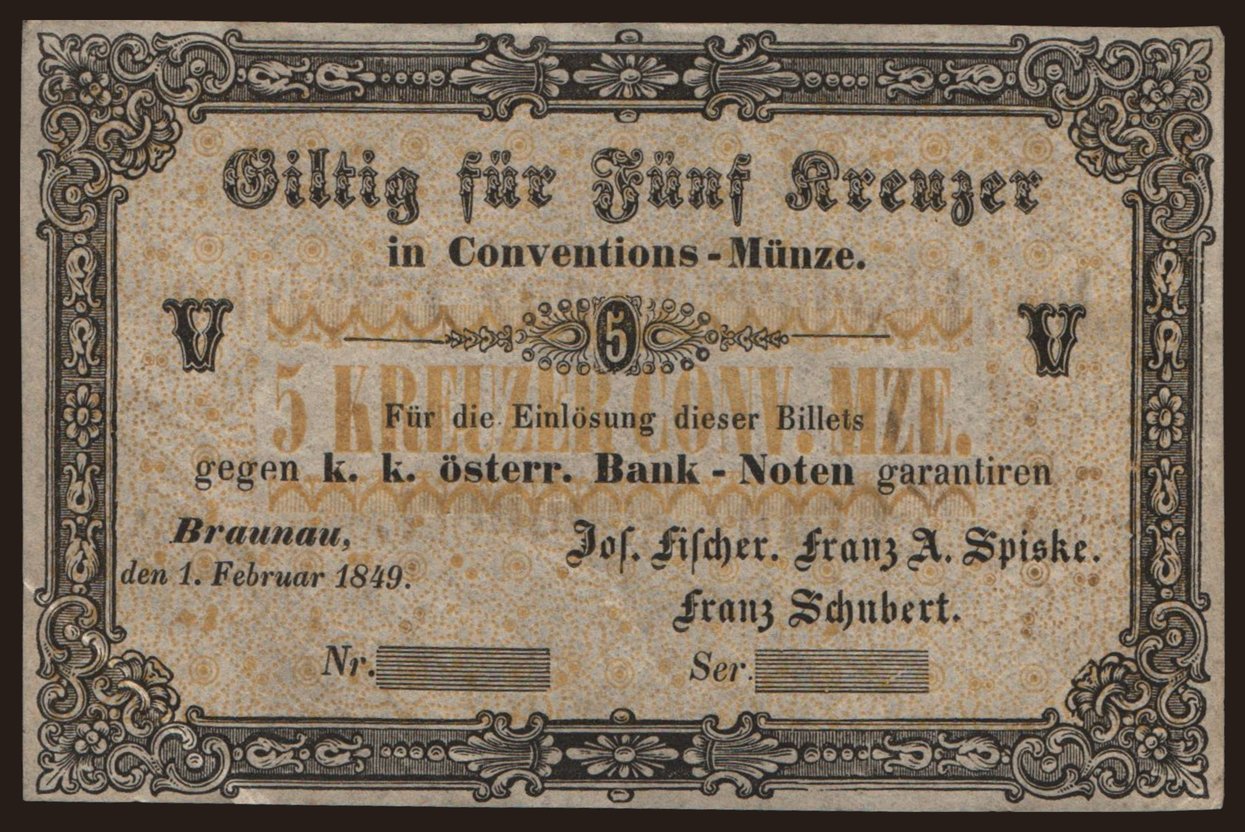 Giltig für Fünf Kreuzer
in Conventions-Münze.
V 5 V
5 KREUZER CONV. MZE.
Für die Einlösung dieser Billets
gegen k. k. österr. Bank-Noten garantiren
Braunau,
den 1. Februar 1849.
Jos. Fischer. Franz A. Spiske.
Franz Schubert.
Nr. Ser.